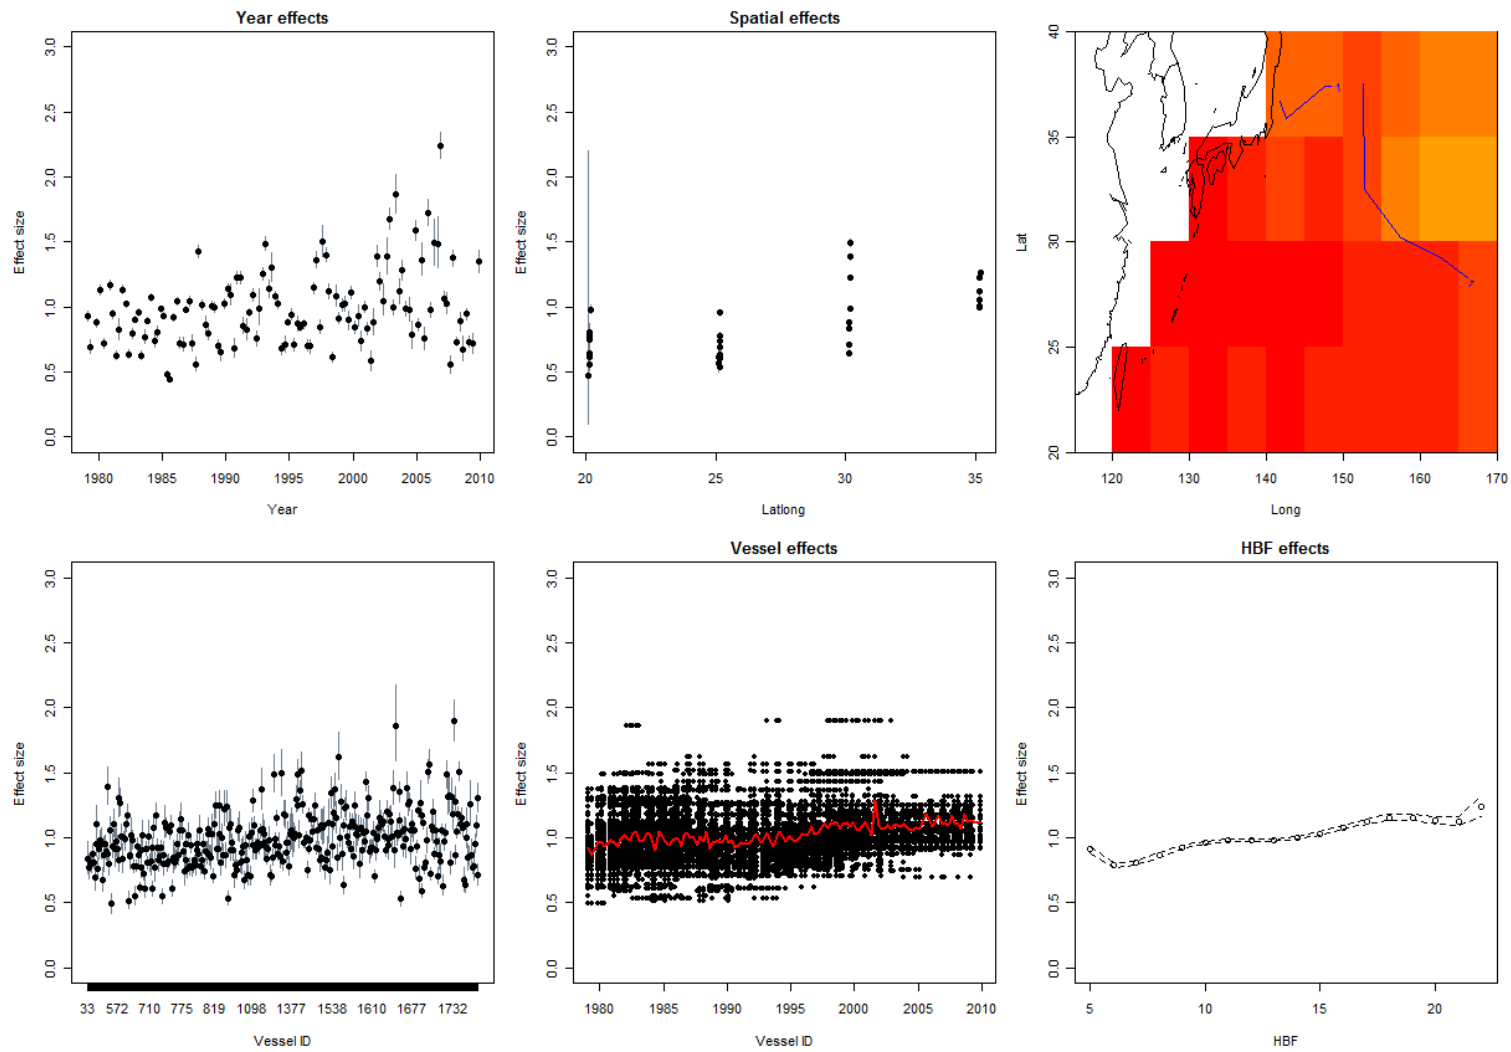 Year effects
3.0
2.5
2.0
1.5
1.0
0.5
0.0
Effect size
1980 1985 1990 1995 2000 2005 2010
Year
Spatial effects
3.0
2.5
2.0
1.5
1.0
0.5
0.0
Effect size
20 25 30 35
Latlong
40
35
30
25
20
Lat
120 130 140 150 160 170
Long
3.0
2.5
2.0
1.5
1.0
0.5
0.0
Effect size
33 572 710 775 819 1098 1377 1538 1610 1677 1732
Vessel ID
Vessel effects
3.0
2.5
2.0
1.5
1.0
0.5
0.0
Effect size
1980 1985 1990 1995 2000 2005 2010
Vessel ID
HBF effects
3.0
2.5
2.0
1.5
1.0
0.5
0.0
Effect size
5 10 15 20
HBF